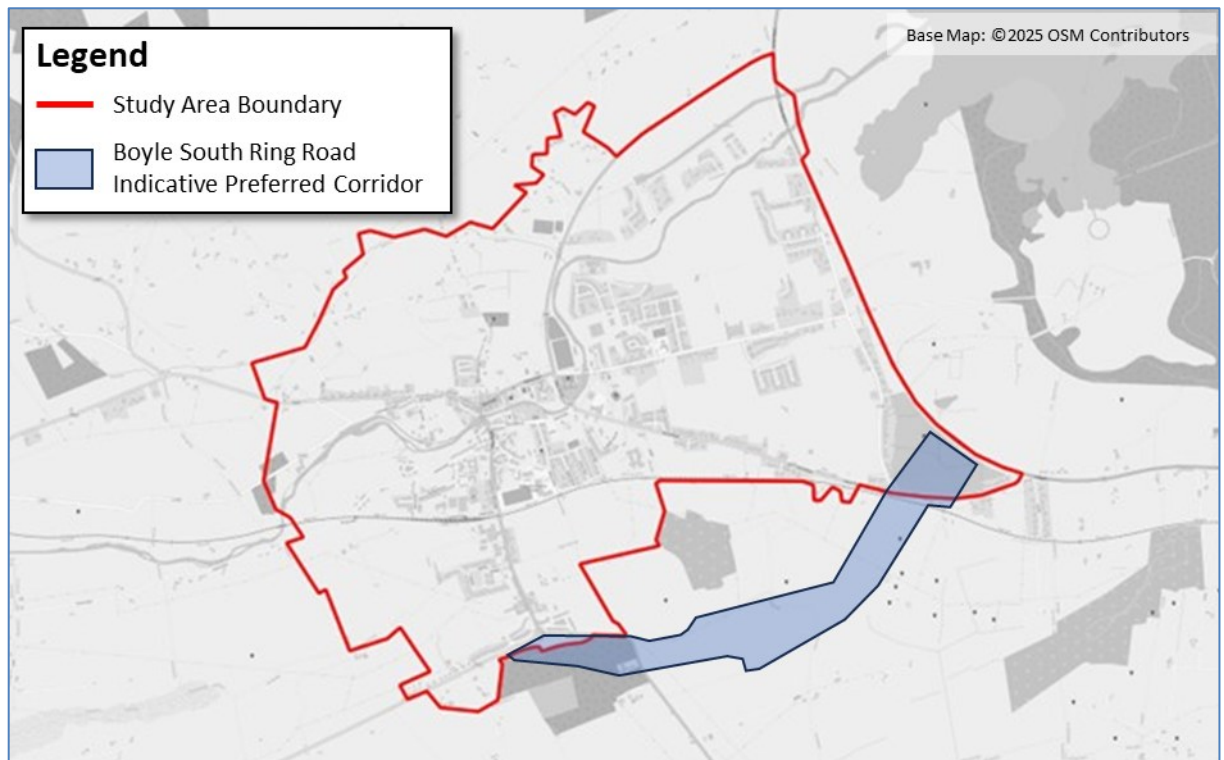 Base Map: ©2025 OSM Contributors
Legend
Study Area Boundary
Boyle South Ring Road
Indicative Preferred Corridor